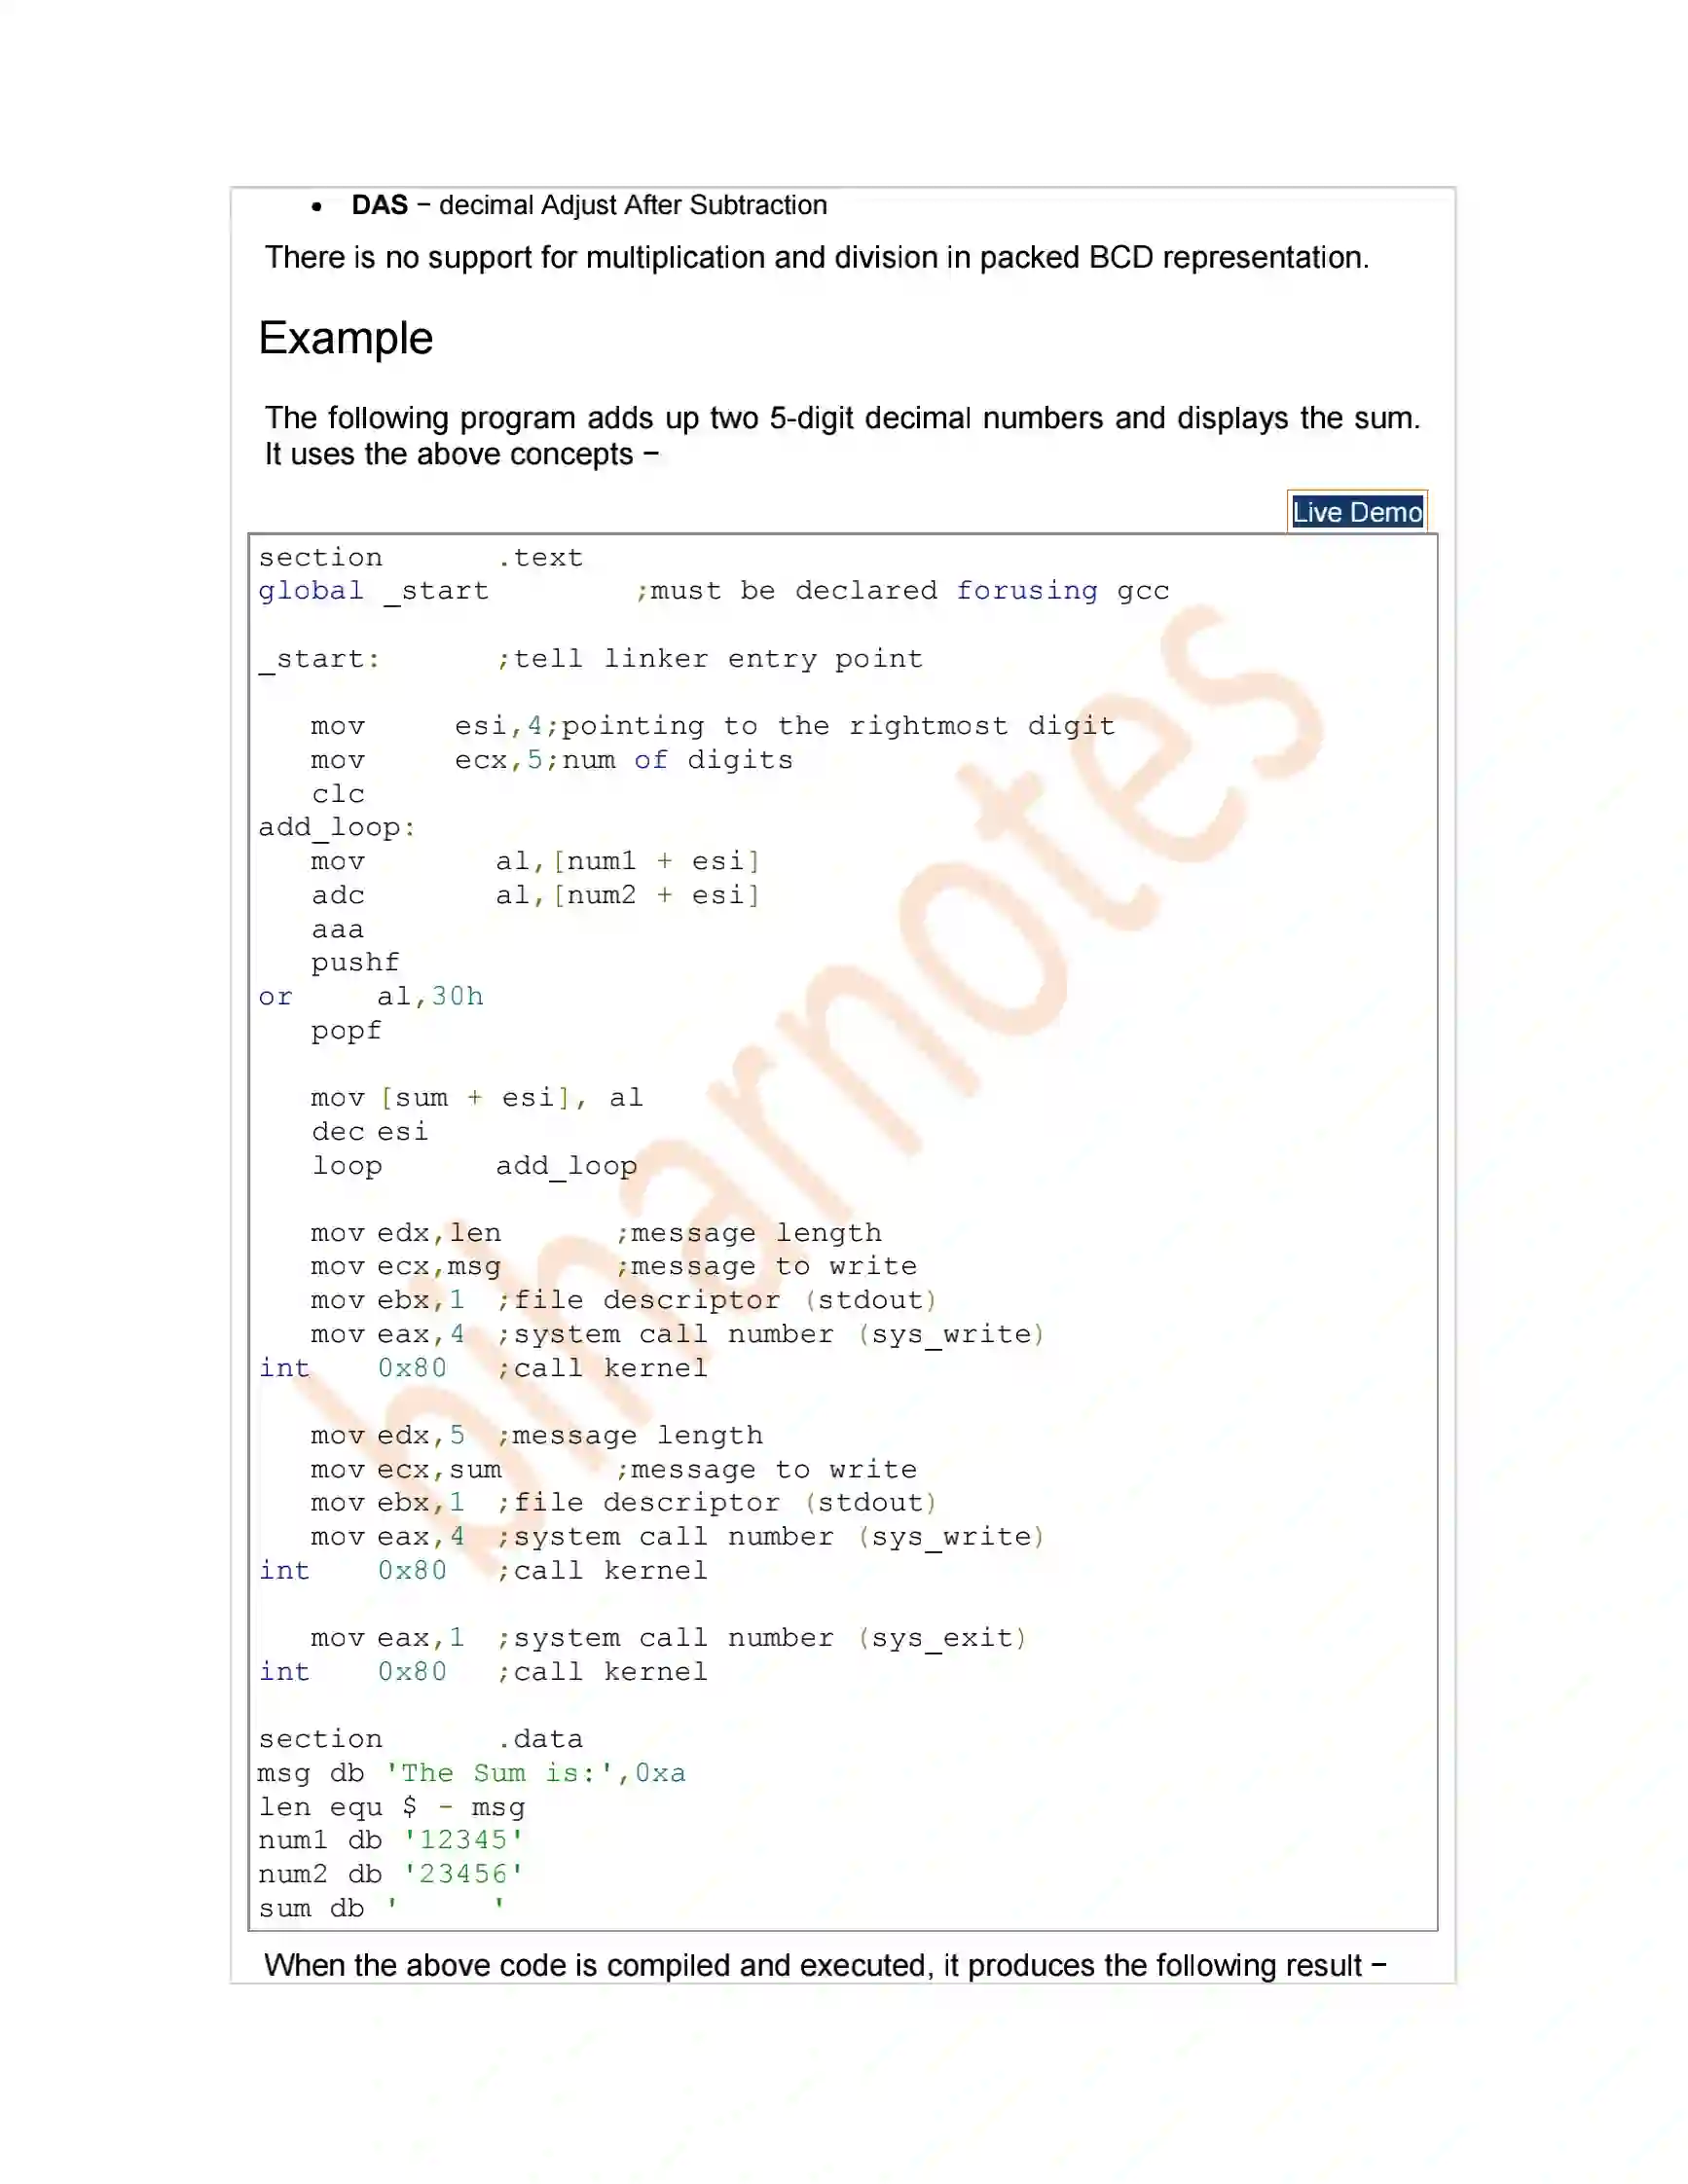 • DAS − decimal Adjust After Subtraction
There is no support for multiplication and division in packed BCD representation.
Example
The following program adds up two 5-digit decimal numbers and displays the sum.
It uses the above concepts −
Live Demo
section .text
global _start ;must be declared forusing gcc
_start: ;tell linker entry point
mov esi,4;pointing to the rightmost digit
mov ecx,5;num of digits
clc
add_loop:
mov al,[num1 + esi]
adc al,[num2 + esi]
aaa
pushf
or al,30h
popf
mov [sum + esi], al
dec esi
loop add_loop
mov edx,len ;message length
mov ecx,msg ;message to write
mov ebx,1 ;file descriptor (stdout)
mov eax,4 ;system call number (sys_write)
int 0x80 ;call kernel
mov edx,5 ;message length
mov ecx,sum ;message to write
mov ebx,1 ;file descriptor (stdout)
mov eax,4 ;system call number (sys_write)
int 0x80 ;call kernel
mov eax,1 ;system call number (sys_exit)
int 0x80 ;call kernel
section .data
msg db 'The Sum is:',0xa
len equ $ - msg
num1 db '12345'
num2 db '23456'
sum db '     '
When the above code is compiled and executed, it produces the following result −
biharnotes